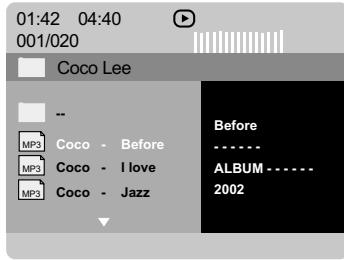 01:42 04:40
001/020
Coco Lee
--
MP3 Coco - Before
MP3 Coco - I love
MP3 Coco - Jazz
Before
- - - - - -
ALBUM - - - - - -
2002